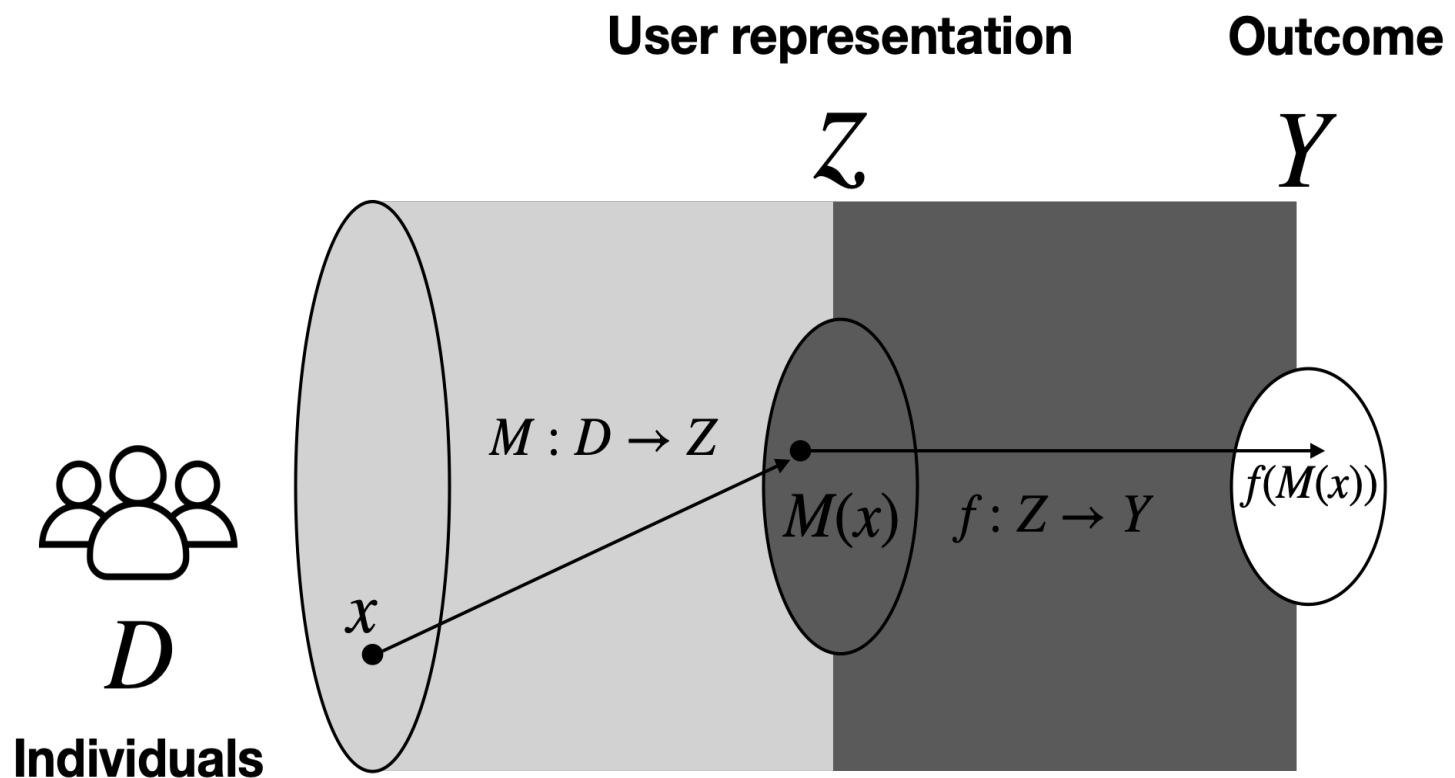 User representation
Outcome
Z
Y
M : D → Z
x
M(x)
f : Z → Y
f(M(x))
D
Individuals